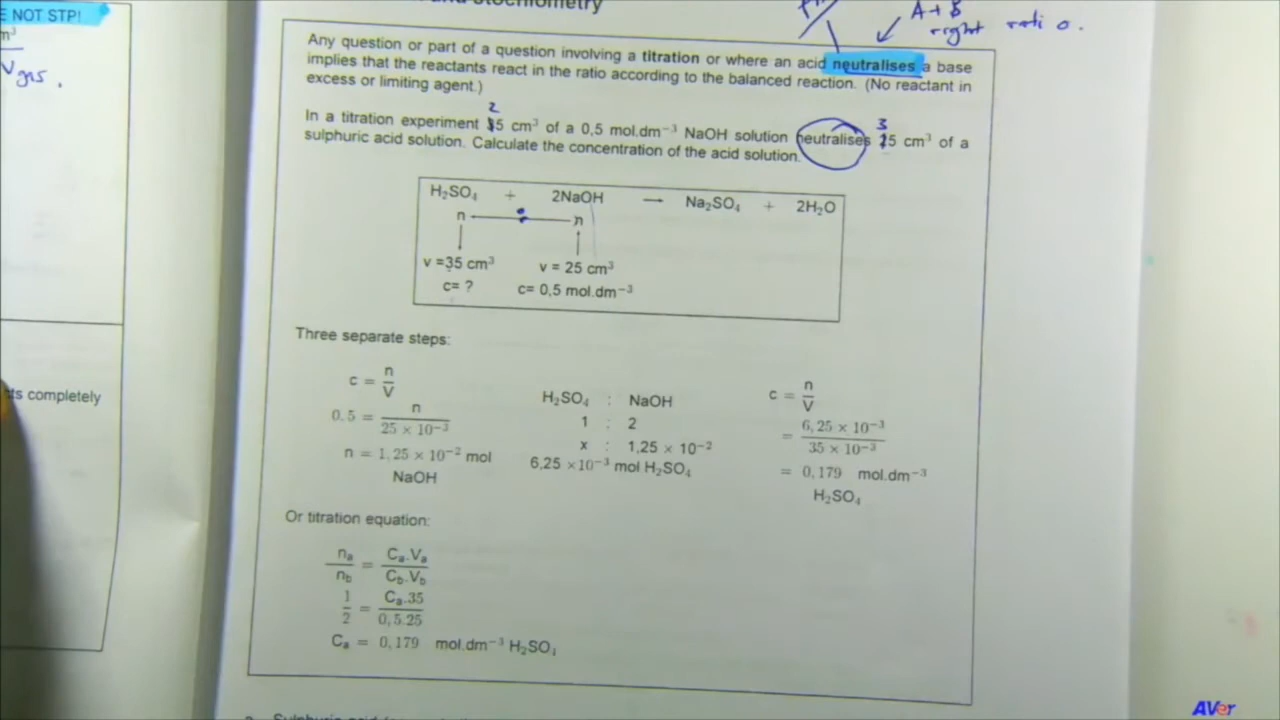 E NOT STP!
Vgas.
A + B
right ratio.
Any question or part of a question involving a titration or where an acid neutralises a base
implies that the reactants react in the ratio according to the balanced reaction. (No reactant in
excess or limiting agent.)
In a titration experiment 25 cm³ of a 0,5 mol.dm⁻³ NaOH solution neutralises 35 cm³ of a
sulphuric acid solution. Calculate the concentration of the acid solution.
H₂SO₄ + 2NaOH → Na₂SO₄ + 2H₂O
n : n
v =35 cm³ v = 25 cm³
c= ? c= 0,5 mol.dm⁻³
Three separate steps:
c = n/V
0.5 = n/(25 × 10⁻³)
n = 1,25 × 10⁻² mol
NaOH
H₂SO₄ : NaOH
1 : 2
x : 1,25 × 10⁻²
6,25 ×10⁻³ mol H₂SO₄
c = n/V
= (6,25 × 10⁻³)/(35 × 10⁻³)
= 0,179 mol.dm⁻³
H₂SO₄
Or titration equation:
nₐ/n_b = Cₐ.Vₐ/C_b.V_b
1/2 = Cₐ.35/0,5.25
Cₐ = 0,179 mol.dm⁻³ H₂SO₄
completely
AVer